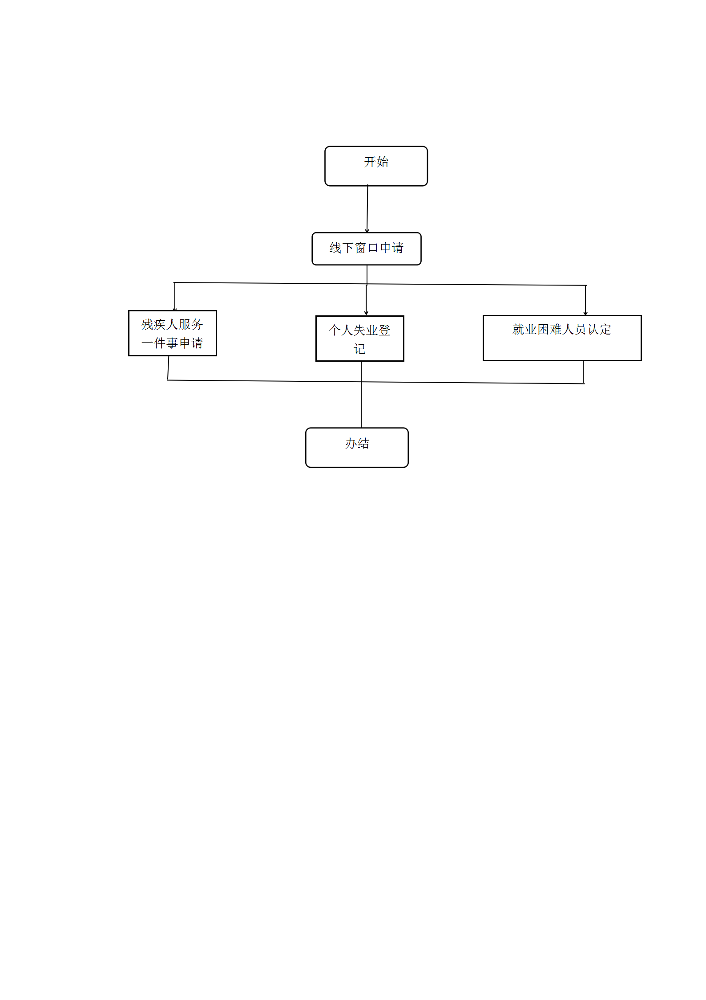 开始
线下窗口申请
残疾人服务
一件事申请
个人失业登
记
就业困难人员认定
办结